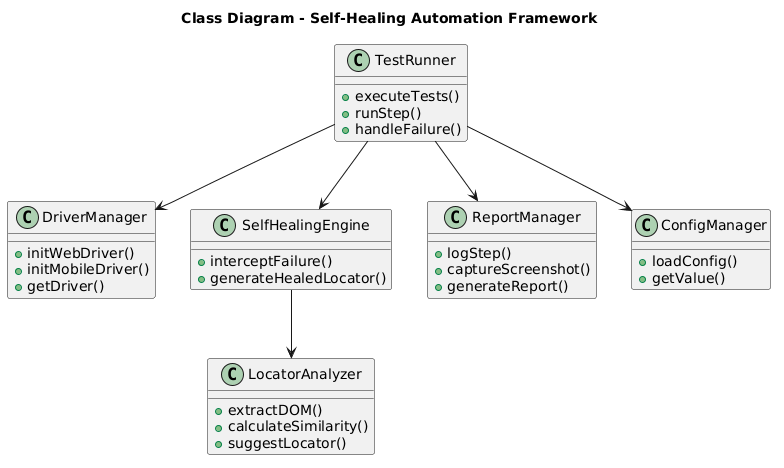 Class Diagram - Self-Healing Automation Framework
C TestRunner
executeTests()
runStep()
handleFailure()
C DriverManager
initWebDriver()
initMobileDriver()
getDriver()
C SelfHealingEngine
interceptFailure()
generateHealedLocator()
C ReportManager
logStep()
captureScreenshot()
generateReport()
C ConfigManager
loadConfig()
getValue()
C LocatorAnalyzer
extractDOM()
calculateSimilarity()
suggestLocator()